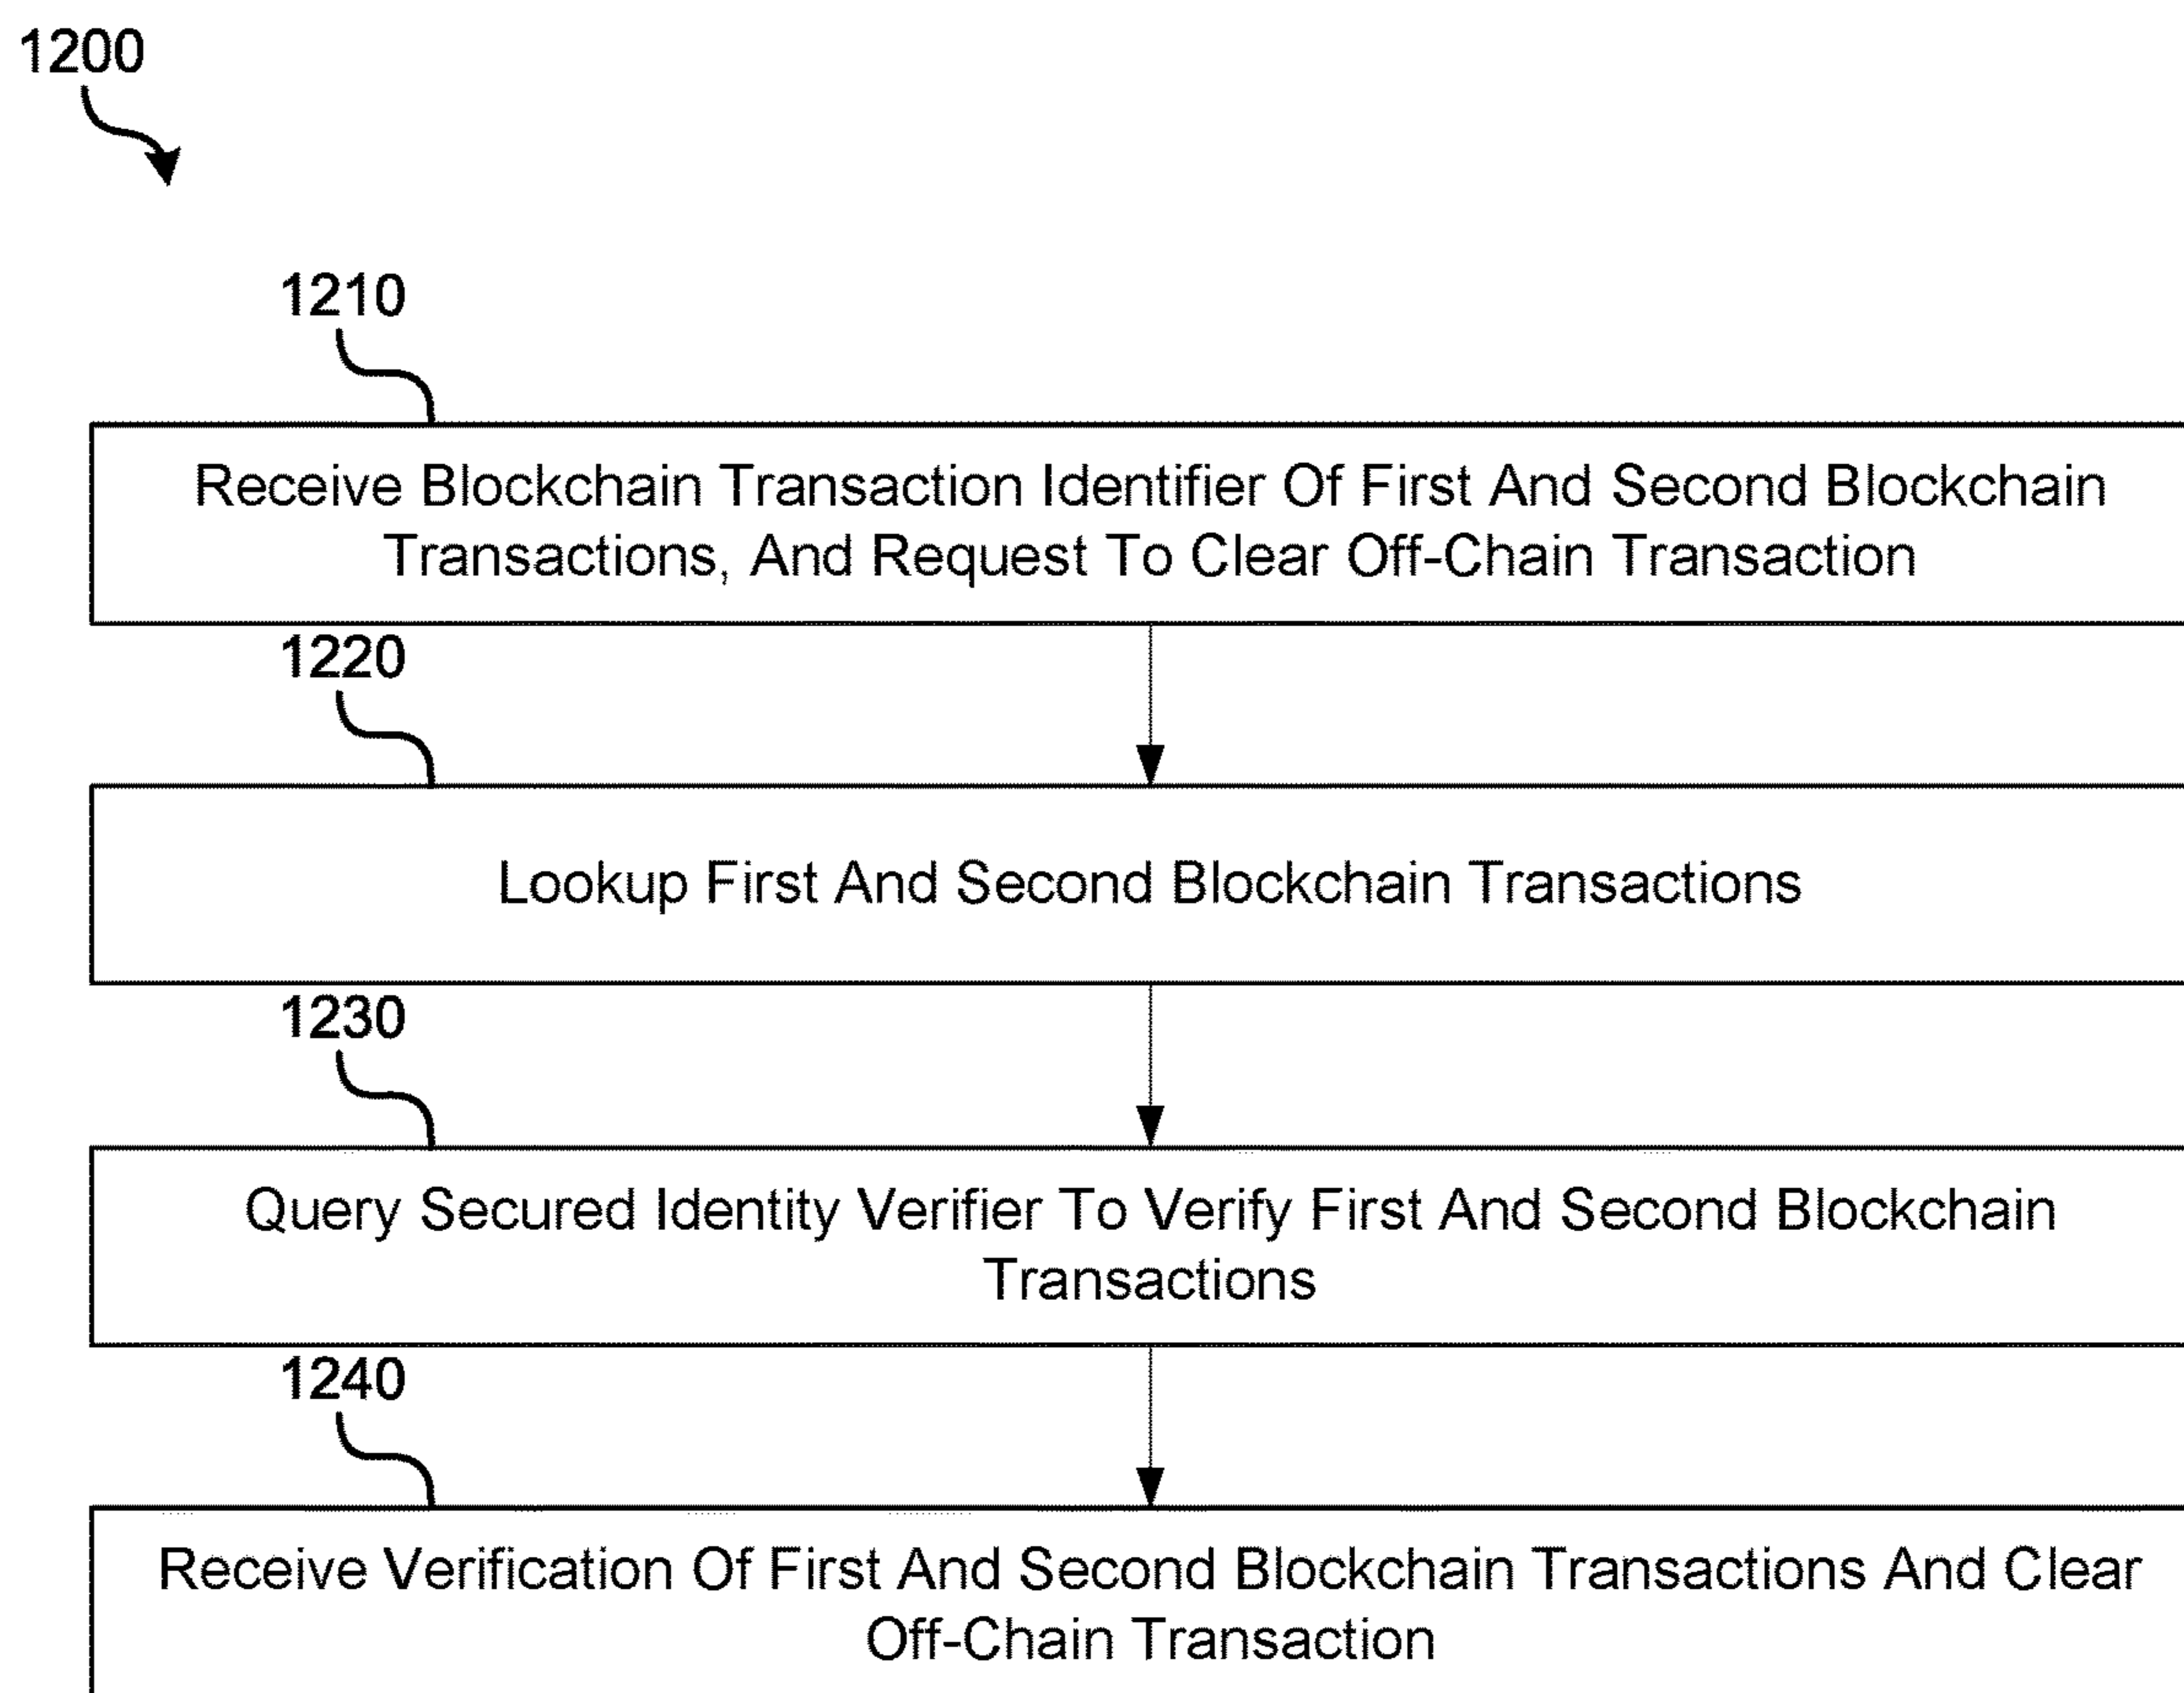 1200
1210
Receive Blockchain Transaction Identifier Of First And Second Blockchain
Transactions, And Request To Clear Off-Chain Transaction
1220
Lookup First And Second Blockchain Transactions
1230
Query Secured Identity Verifier To Verify First And Second Blockchain
Transactions
1240
Receive Verification Of First And Second Blockchain Transactions And Clear
Off-Chain Transaction